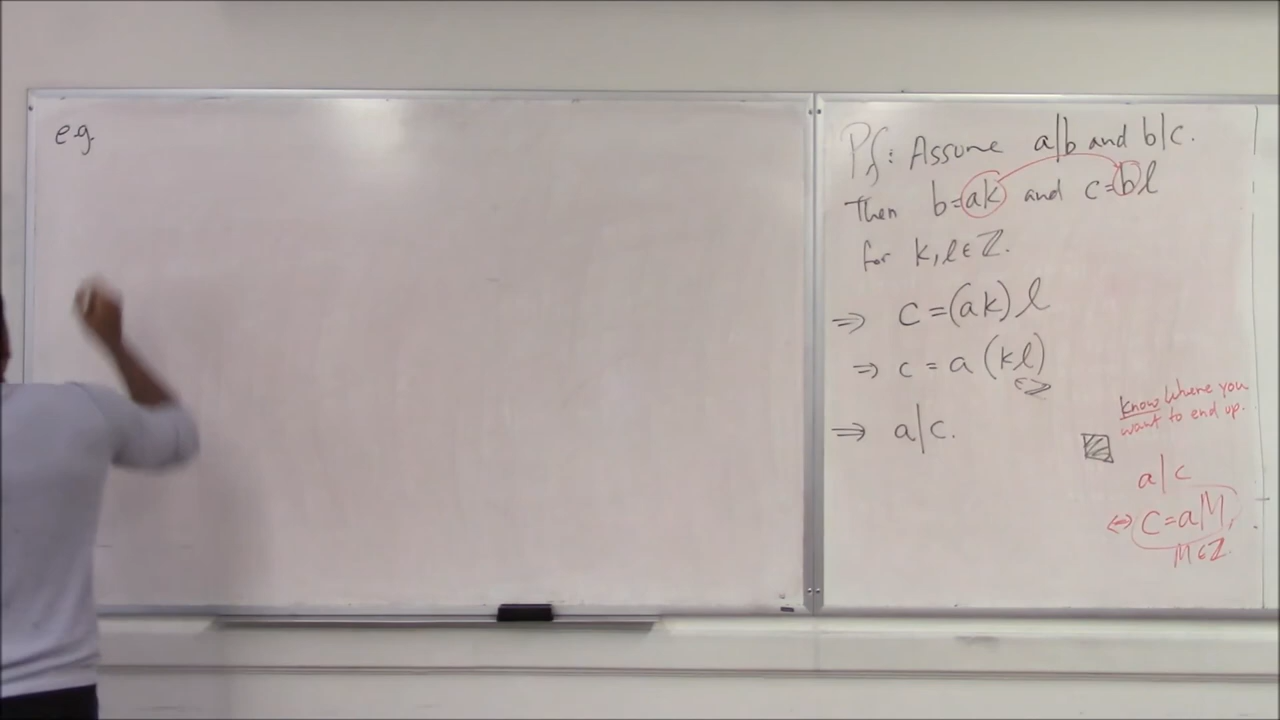 e.g.
Pf: Assume a|b and b|c.
Then b=ak and c=bl
for k, l ∈ ℤ.
⇒ c=(ak)l
⇒ c = a(kl)
∈ ℤ
⇒ a|c.
know where you
want to end up.
a|c
⇔ c=aM,
M ∈ ℤ.